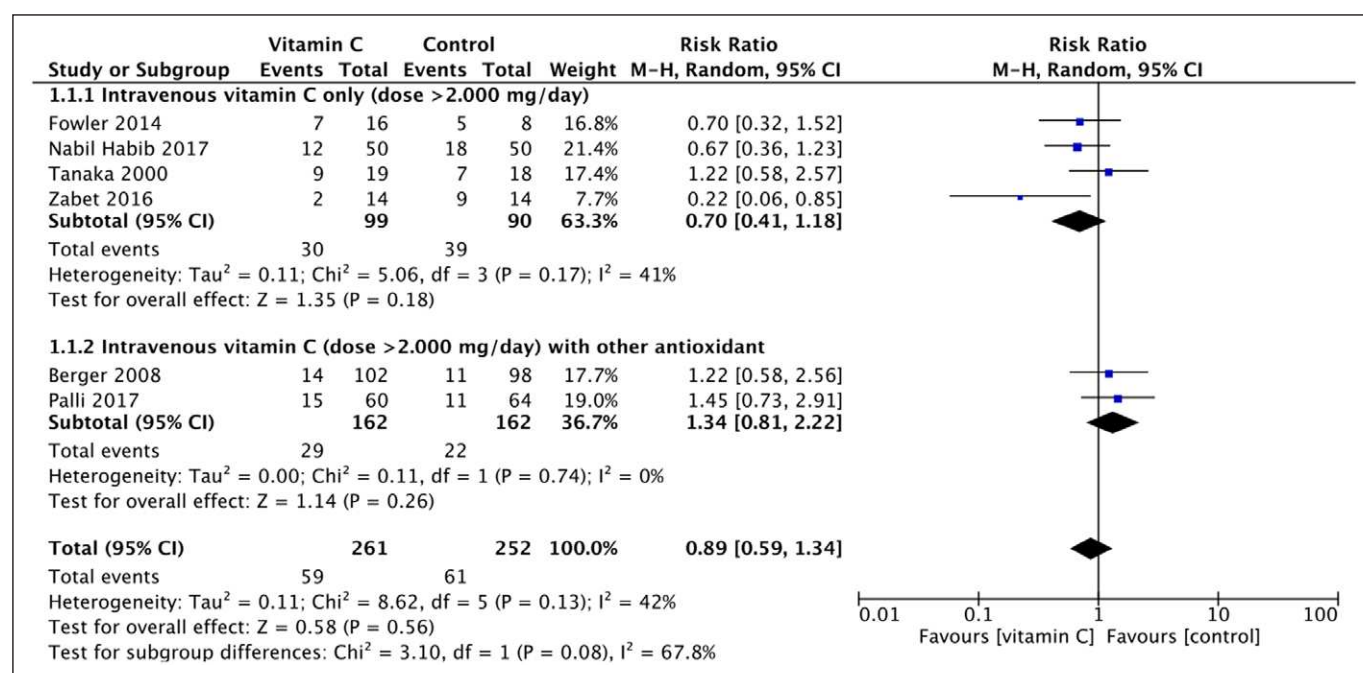 Vitamin C Control Risk Ratio Risk Ratio
Study or Subgroup Events Total Events Total Weight M-H, Random, 95% CI M-H, Random, 95% CI
1.1.1 Intravenous vitamin C only (dose >2.000 mg/day)
Fowler 2014 7 16 5 8 16.8% 0.70 [0.32, 1.52]
Nabil Habib 2017 12 50 18 50 21.4% 0.67 [0.36, 1.23]
Tanaka 2000 9 19 7 18 17.4% 1.22 [0.58, 2.57]
Zabet 2016 2 14 9 14 7.7% 0.22 [0.06, 0.85]
Subtotal (95% CI) 99 90 63.3% 0.70 [0.41, 1.18]
Total events 30 39
Heterogeneity: Tau² = 0.11; Chi² = 5.06, df = 3 (P = 0.17); I² = 41%
Test for overall effect: Z = 1.35 (P = 0.18)
1.1.2 Intravenous vitamin C (dose >2.000 mg/day) with other antioxidant
Berger 2008 14 102 11 98 17.7% 1.22 [0.58, 2.56]
Palli 2017 15 60 11 64 19.0% 1.45 [0.73, 2.91]
Subtotal (95% CI) 162 162 36.7% 1.34 [0.81, 2.22]
Total events 29 22
Heterogeneity: Tau² = 0.00; Chi² = 0.11, df = 1 (P = 0.74); I² = 0%
Test for overall effect: Z = 1.14 (P = 0.26)
Total (95% CI) 261 252 100.0% 0.89 [0.59, 1.34]
Total events 59 61
Heterogeneity: Tau² = 0.11; Chi² = 8.62, df = 5 (P = 0.13); I² = 42%
Test for overall effect: Z = 0.58 (P = 0.56)
Test for subgroup differences: Chi² = 3.10, df = 1 (P = 0.08), I² = 67.8%
0.01 0.1 1 10 100
Favours [vitamin C] Favours [control]